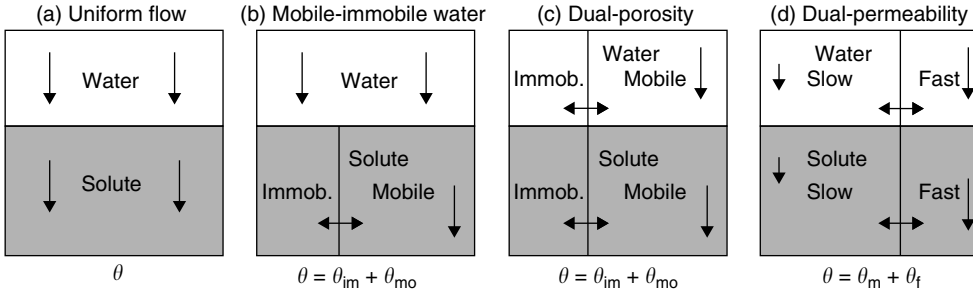 (a) Uniform flow
(b) Mobile-immobile water
(c) Dual-porosity
(d) Dual-permeability
Water
Solute
θ
Water
Solute
Immob. Mobile
θ = θim + θmo
Water
Immob. Mobile
Solute
Immob. Mobile
θ = θim + θmo
Water
Slow Fast
Solute
Slow Fast
θ = θm + θf